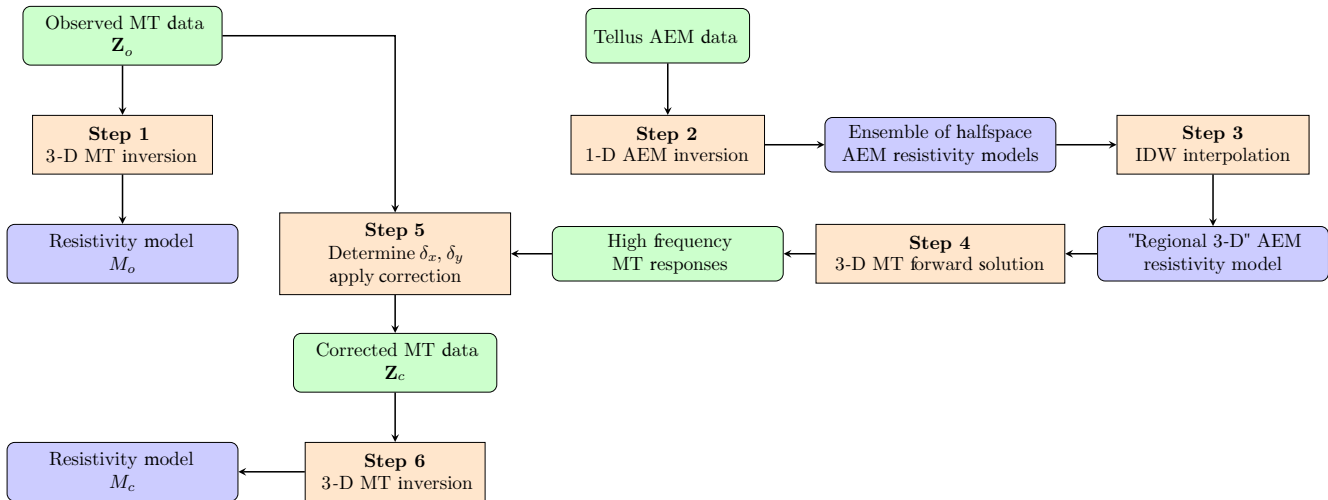 Observed MT data
Z_o
Tellus AEM data
Step 1
3-D MT inversion
Step 2
1-D AEM inversion
Ensemble of halfspace
AEM resistivity models
Step 3
IDW interpolation
Resistivity model
M_o
Step 5
Determine δ_x, δ_y
apply correction
High frequency
MT responses
Step 4
3-D MT forward solution
"Regional 3-D" AEM
resistivity model
Corrected MT data
Z_c
Resistivity model
M_c
Step 6
3-D MT inversion